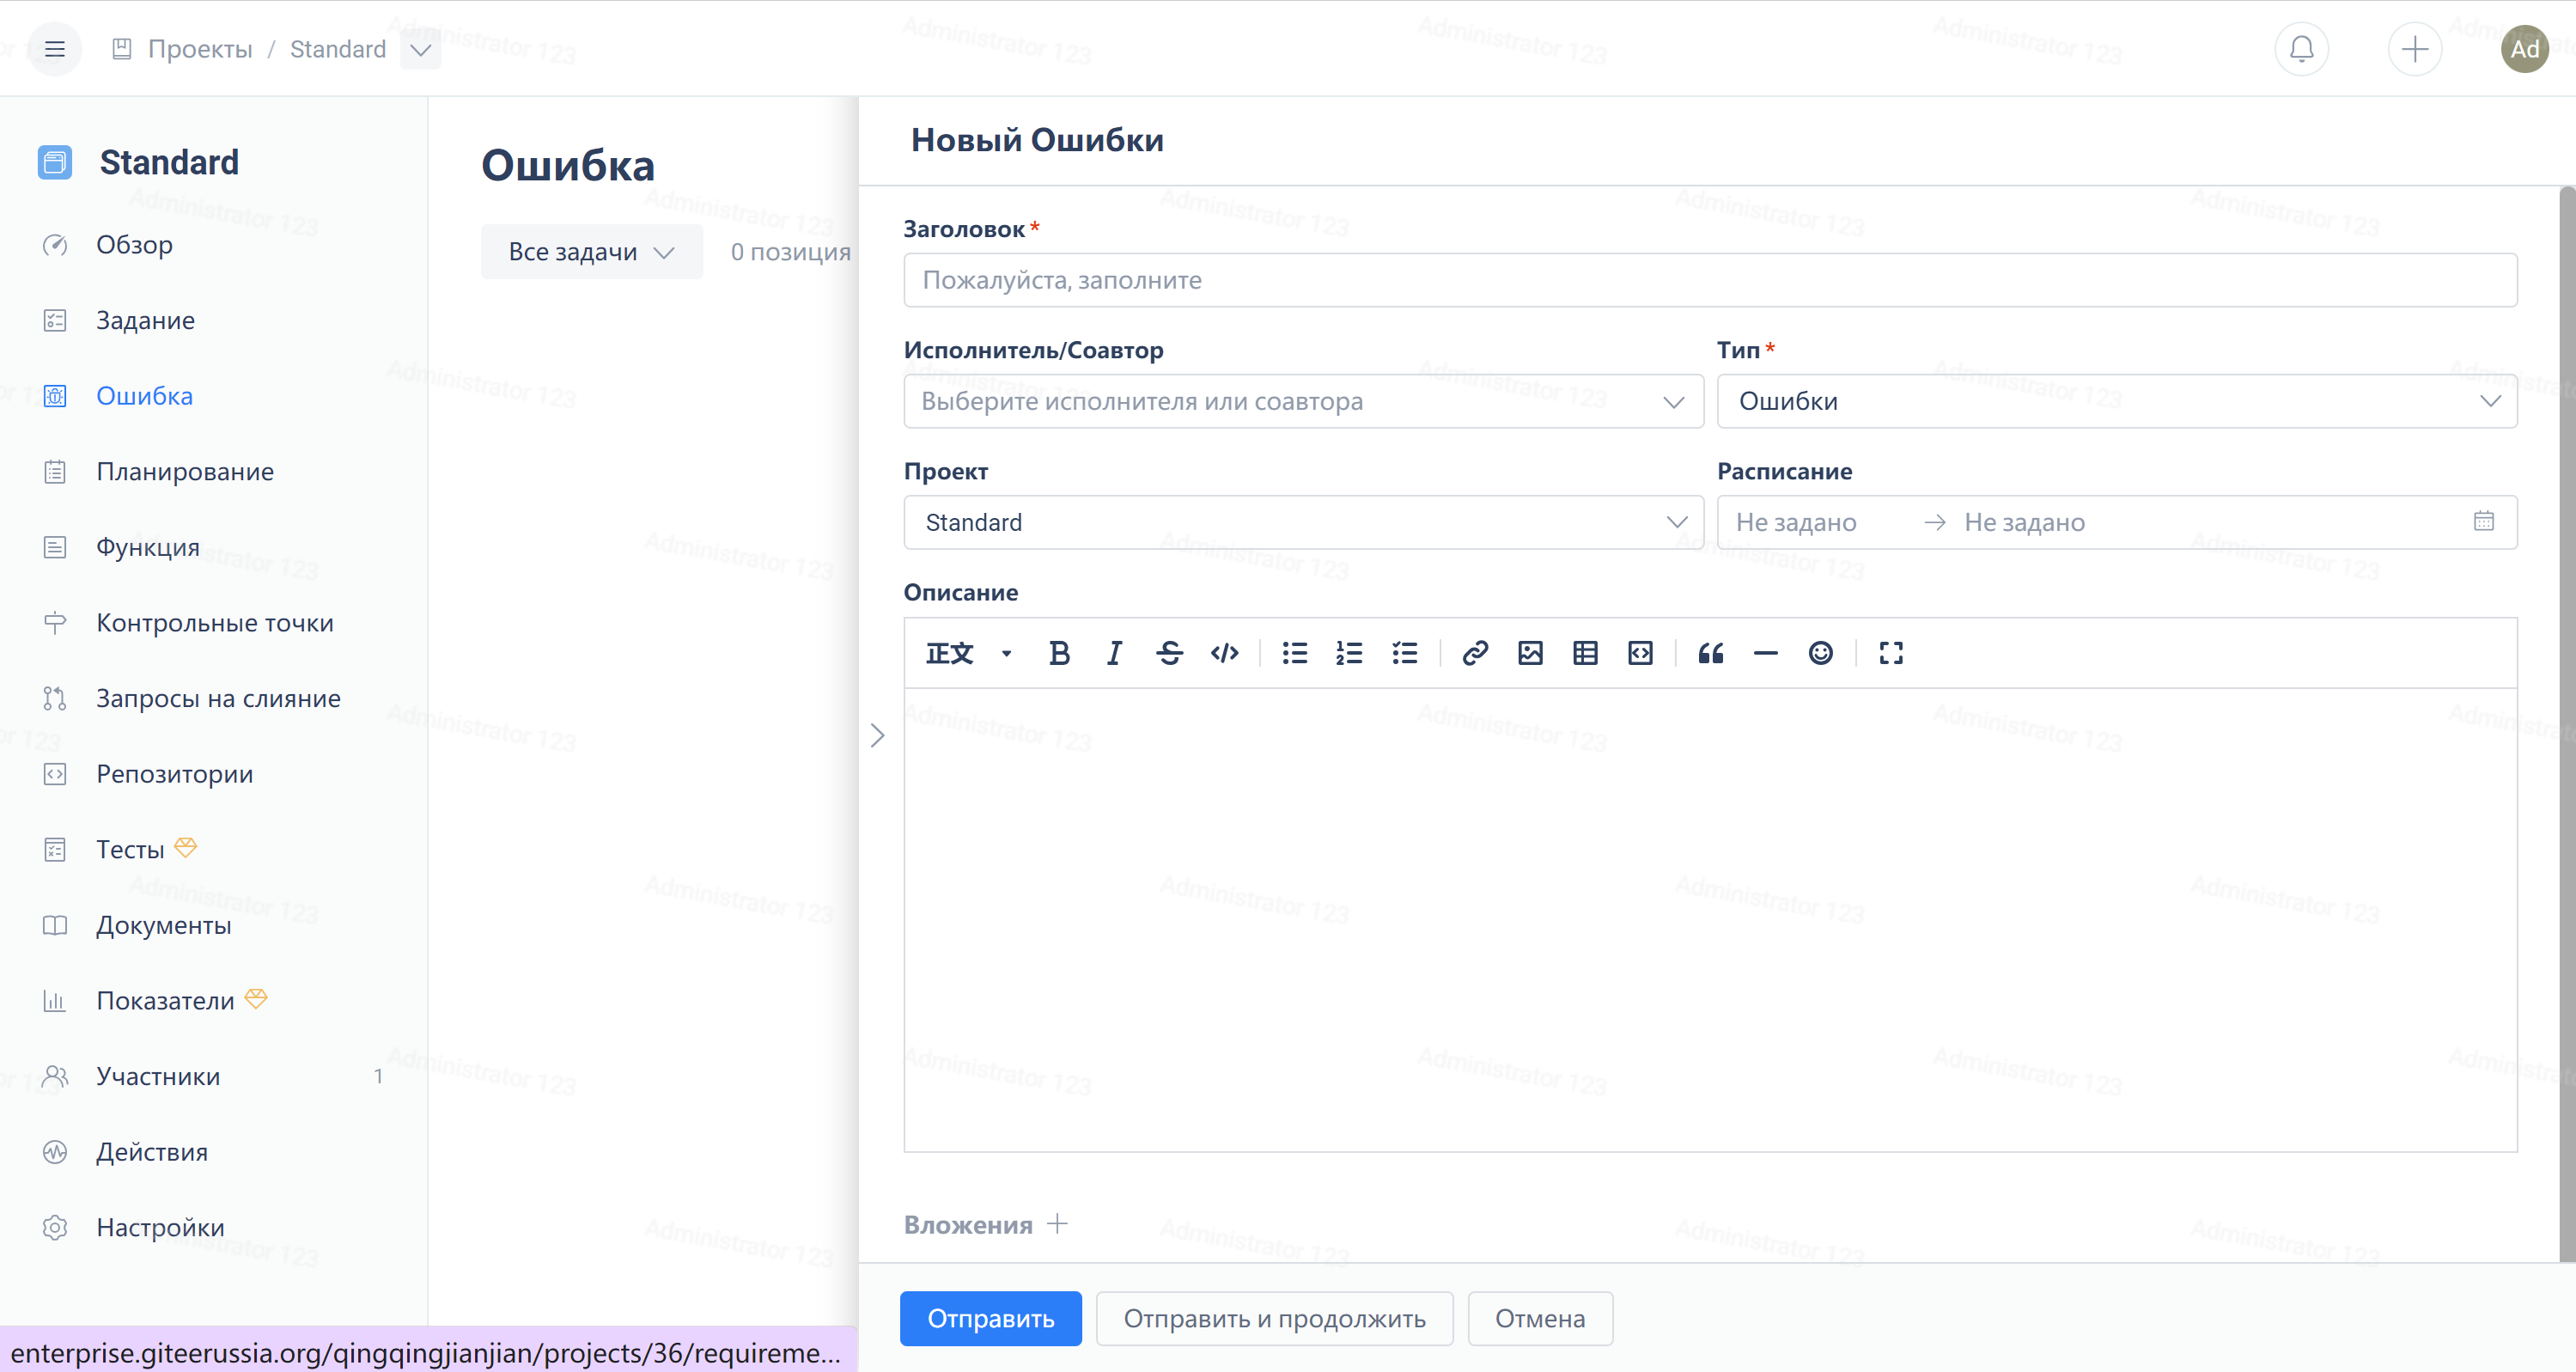 Проекты / Standard
Ad
Standard
Обзор
Задание
Ошибка
Планирование
Функция
Контрольные точки
Запросы на слияние
Репозитории
Тесты
Документы
Показатели
Участники 1
Действия
Настройки
Ошибка
Все задачи 0 позиция
Новый Ошибки
Заголовок *
Пожалуйста, заполните
Исполнитель/Соавтор
Выберите исполнителя или соавтора
Тип *
Ошибки
Проект
Standard
Расписание
Не задано → Не задано
Описание
正文
Вложения
Отправить Отправить и продолжить Отмена
enterprise.giteerussia.org/qingqingjianjian/projects/36/requireme...
Administrator 123